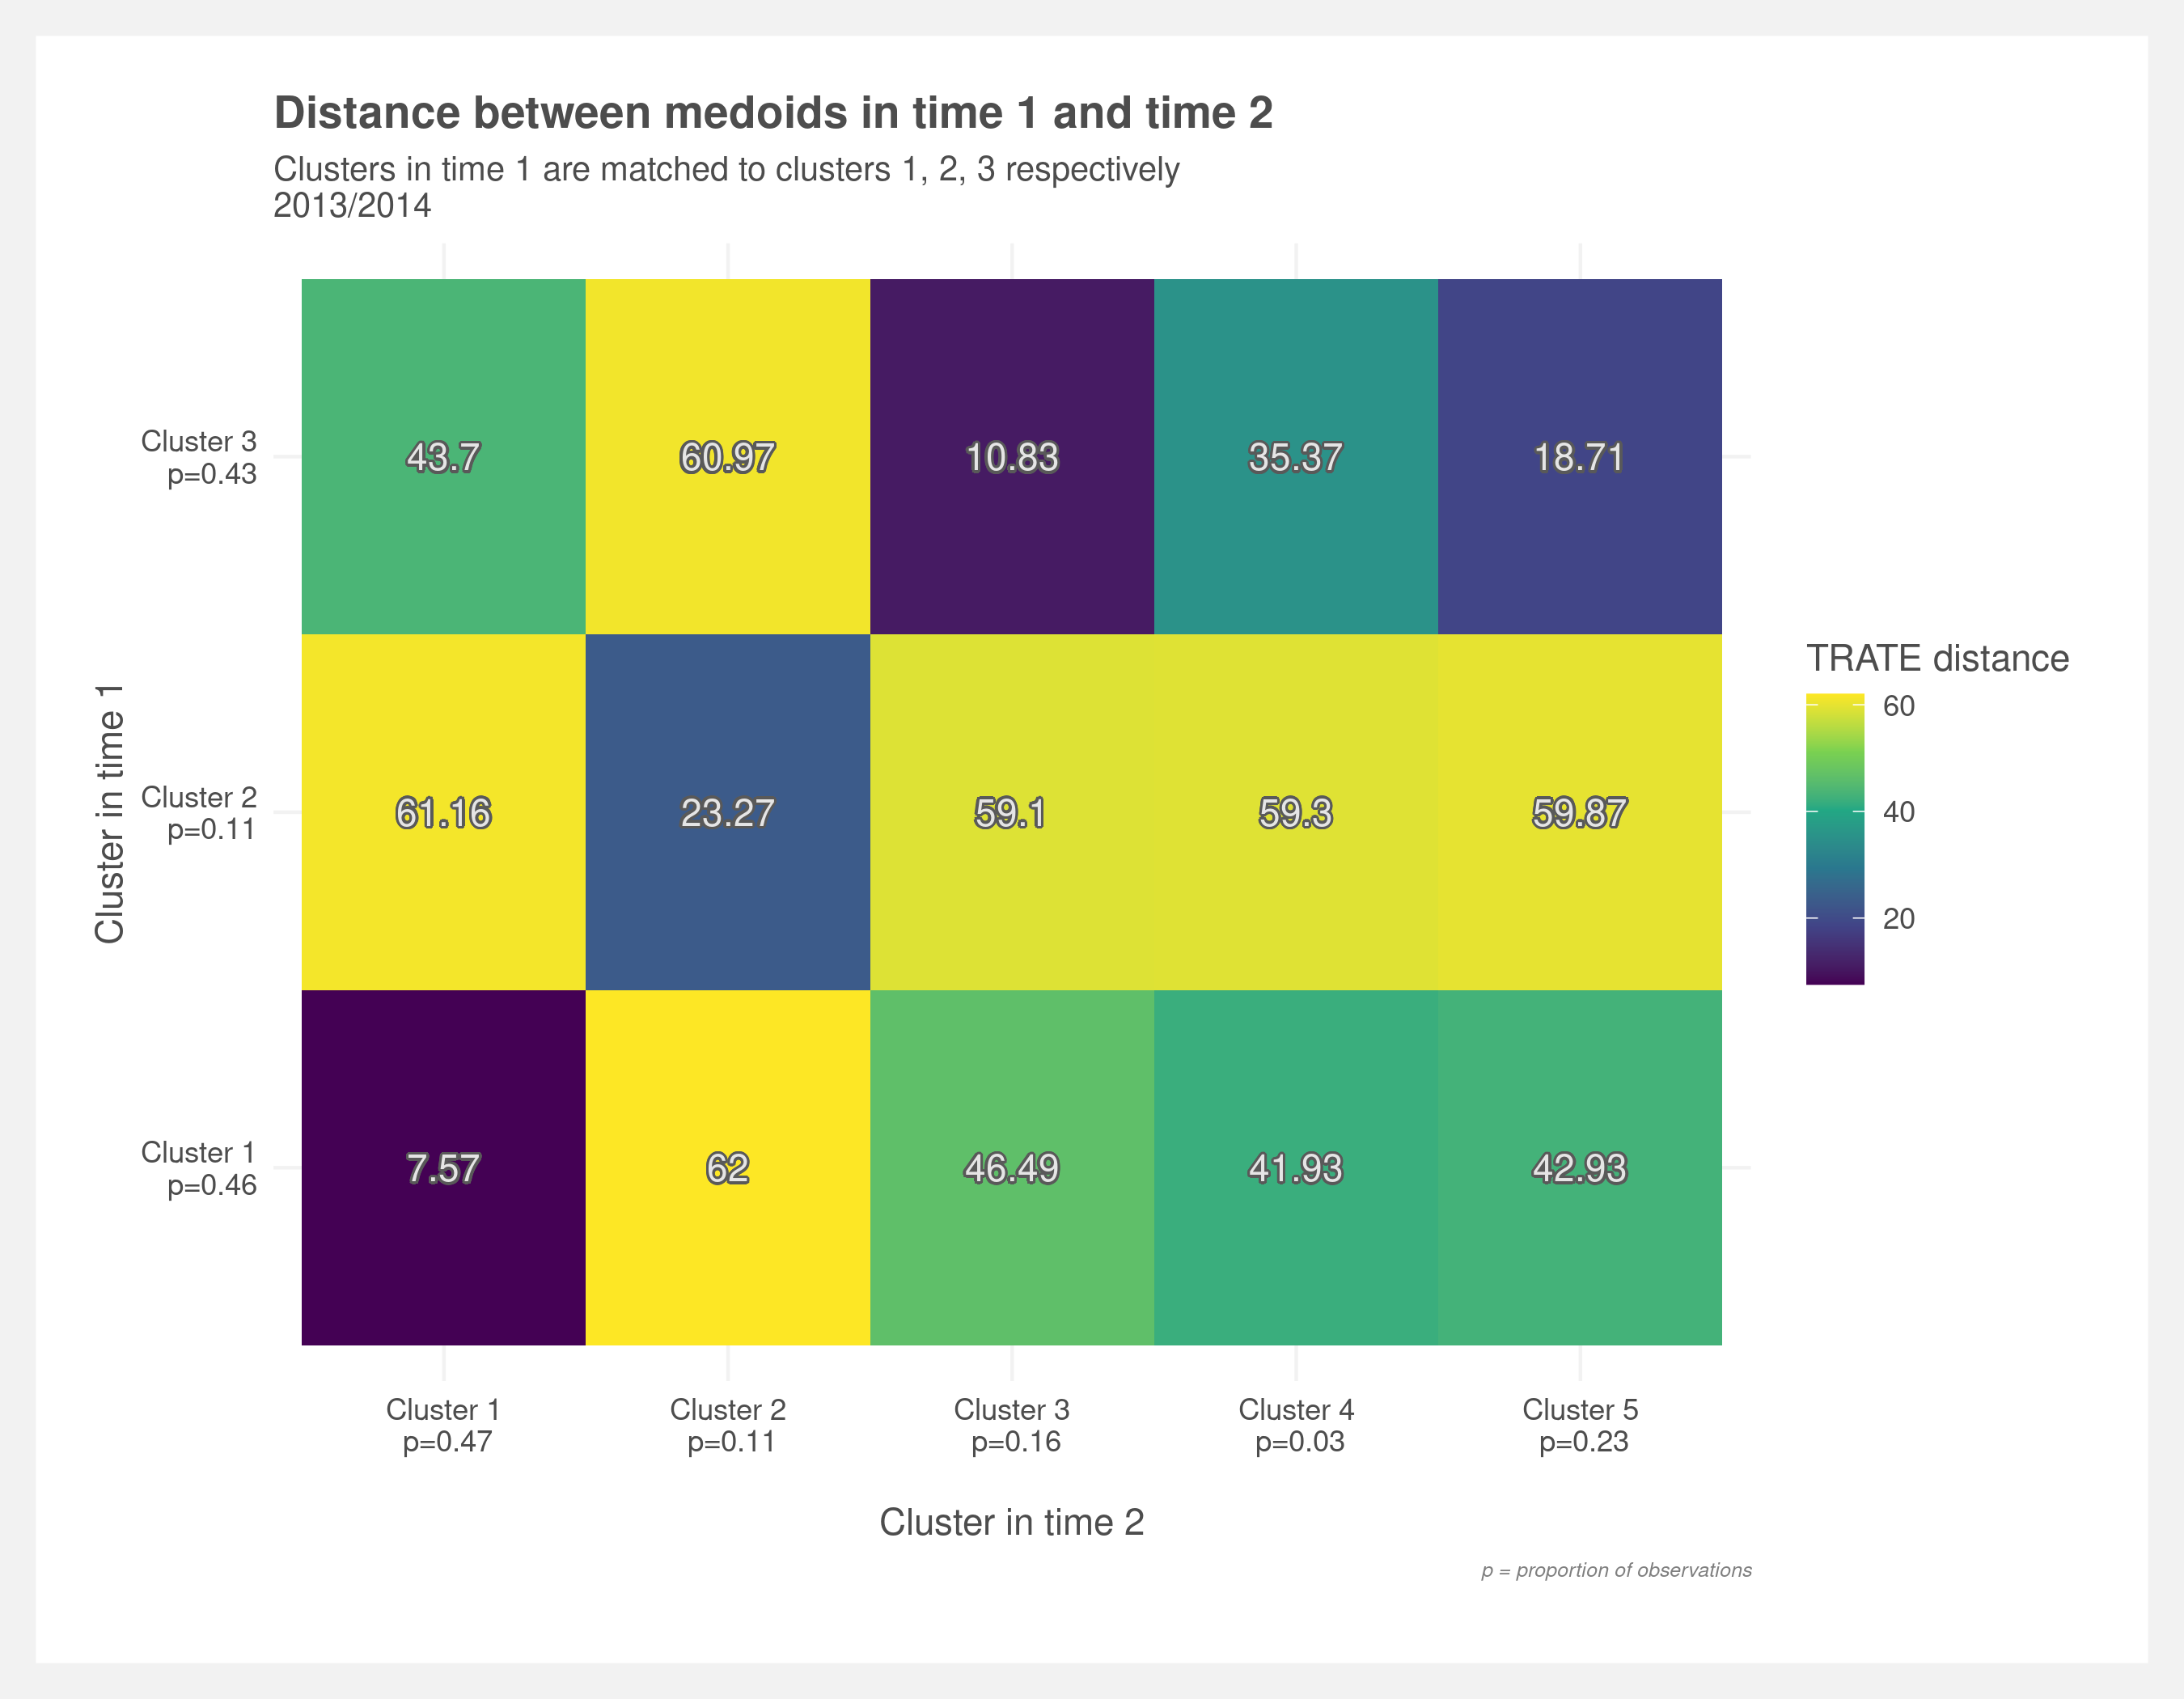 Distance between medoids in time 1 and time 2
Clusters in time 1 are matched to clusters 1, 2, 3 respectively
2013/2014
Cluster in time 1
Cluster 3
p=0.43
43.7 60.97 10.83 35.37 18.71
Cluster 2
p=0.11
61.16 23.27 59.1 59.3 59.87
Cluster 1
p=0.46
7.57 62 46.49 41.93 42.93
Cluster 1 Cluster 2 Cluster 3 Cluster 4 Cluster 5
p=0.47 p=0.11 p=0.16 p=0.03 p=0.23
Cluster in time 2
TRATE distance
60
40
20
p = proportion of observations